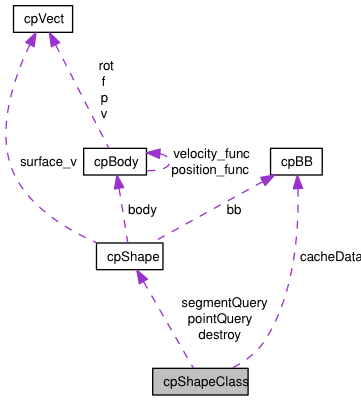 cpVect
rot
f
p
v
surface_v
cpBody
velocity_func
position_func
cpBB
body
bb
cpShape
cacheData
segmentQuery
pointQuery
destroy
cpShapeClass